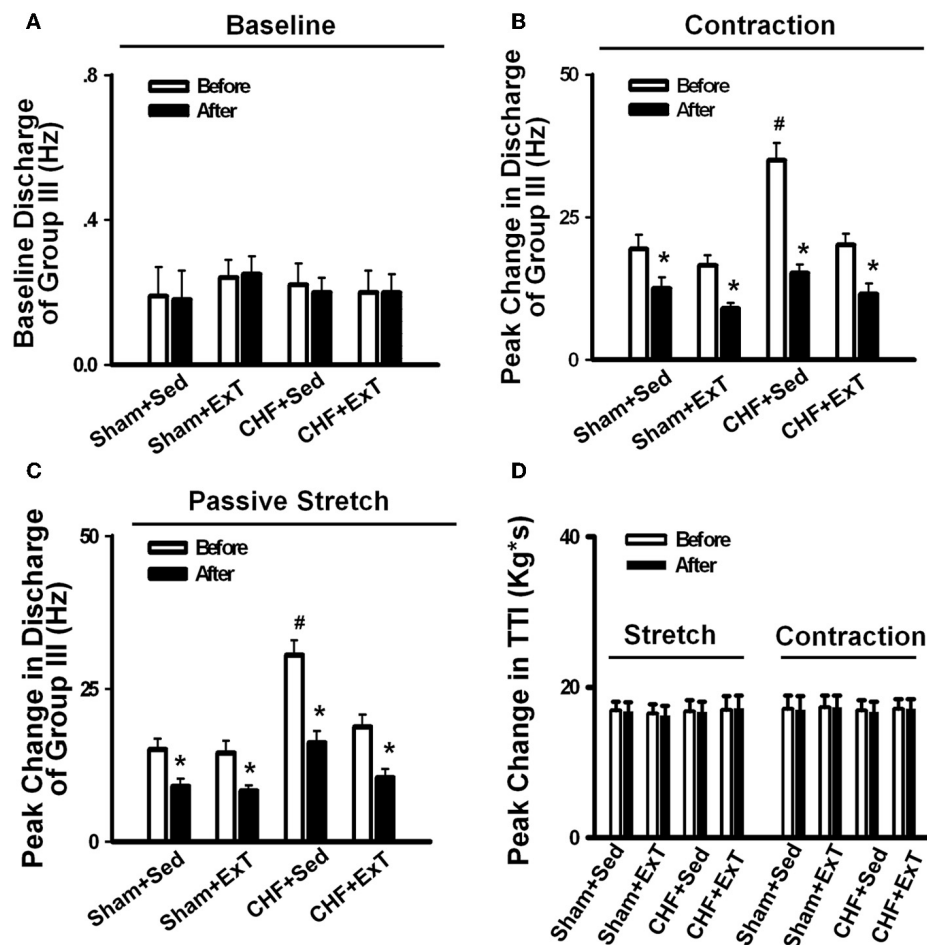 A
Baseline
Baseline Discharge
of Group III (Hz)
.8
.4
0.0
Before
After
Sham+Sed
Sham+ExT
CHF+Sed
CHF+ExT
B
Contraction
Peak Change in Discharge
of Group III (Hz)
50
25
0
Before
After
#
*
*
*
*
Sham+Sed
Sham+ExT
CHF+Sed
CHF+ExT
C
Passive Stretch
Peak Change in Discharge
of Group III (Hz)
50
25
0
Before
After
#
*
*
*
*
Sham+Sed
Sham+ExT
CHF+Sed
CHF+ExT
D
Peak Change in TTI (Kg*s)
40
20
0
Before
After
Stretch
Contraction
Sham+Sed
Sham+ExT
CHF+Sed
CHF+ExT
Sham+Sed
Sham+ExT
CHF+Sed
CHF+ExT